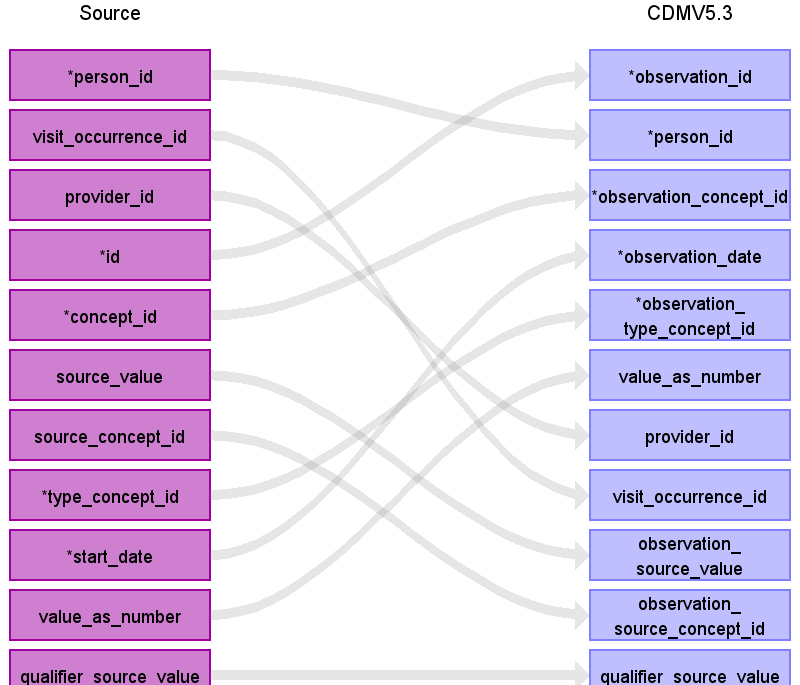 Source
CDMV5.3
*person_id
*observation_id
visit_occurrence_id
*person_id
provider_id
*observation_concept_id
*id
*observation_date
*concept_id
*observation_
type_concept_id
source_value
value_as_number
source_concept_id
provider_id
*type_concept_id
visit_occurrence_id
*start_date
observation_
source_value
value_as_number
observation_
source_concept_id
qualifier_source_value
qualifier_source_value